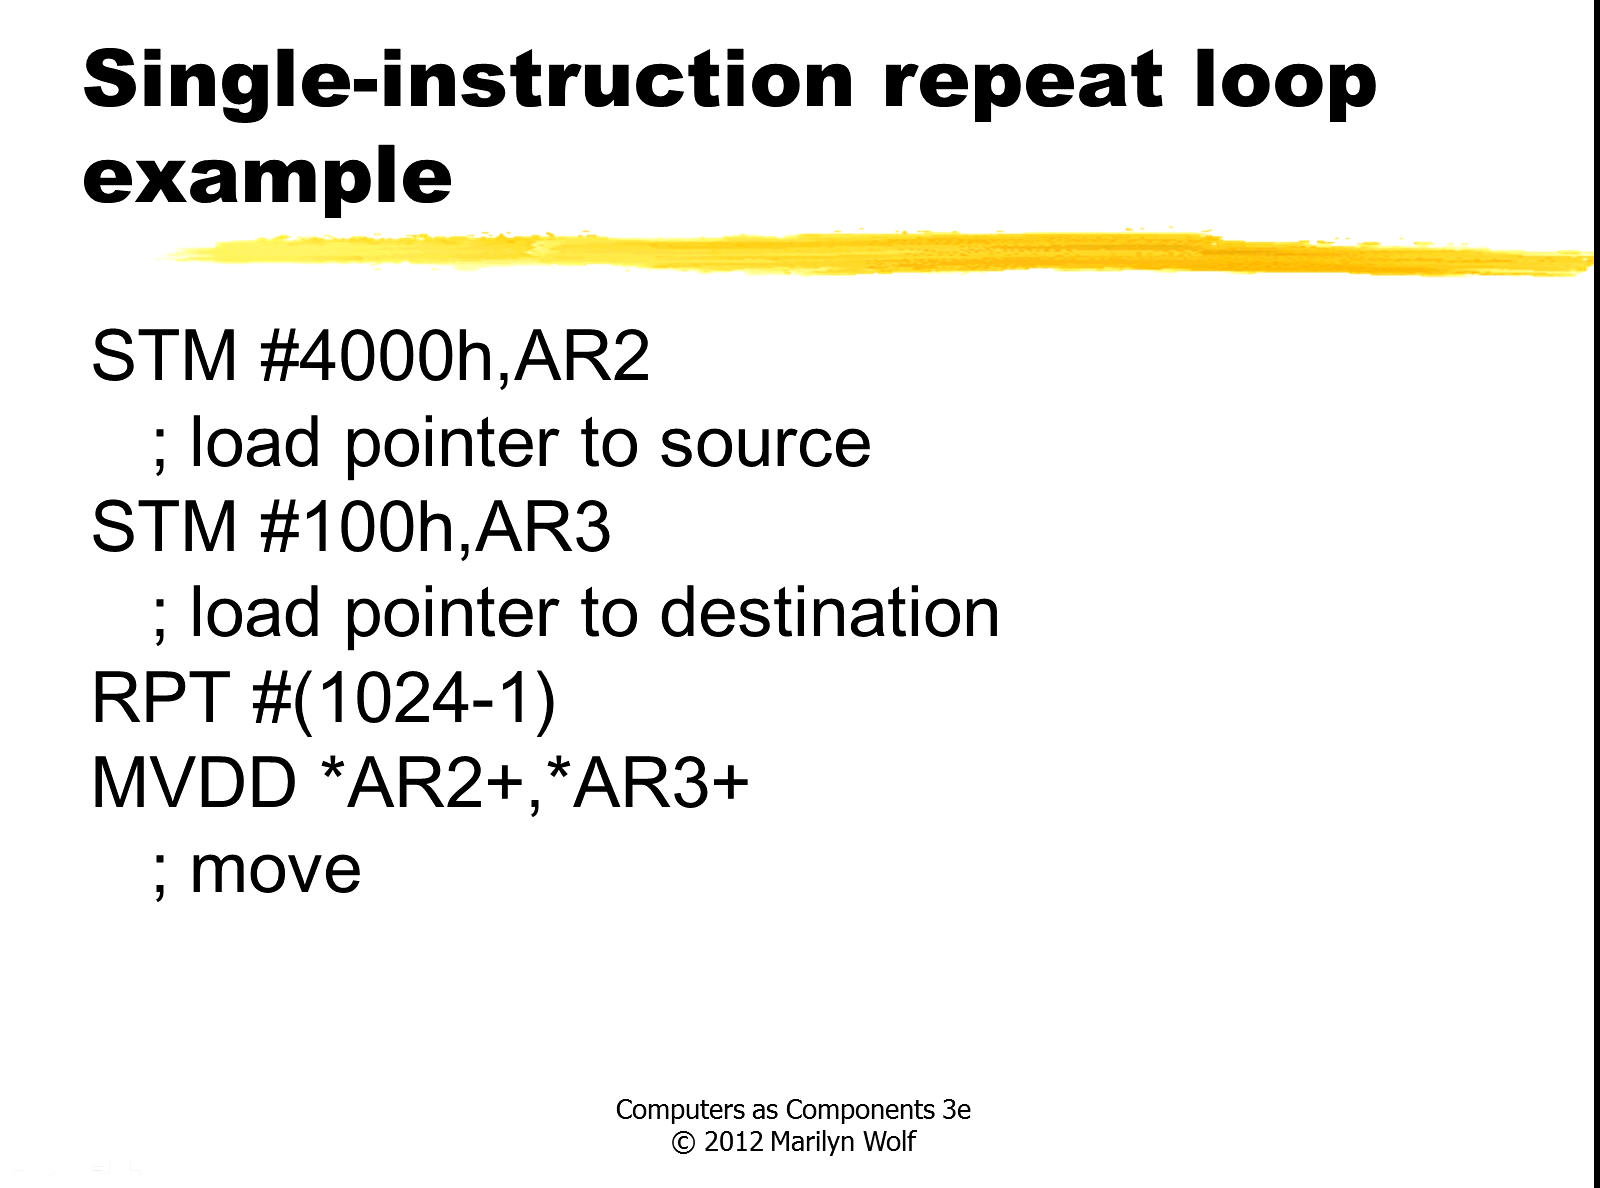 Single-instruction repeat loop
example
STM #4000h,AR2
; load pointer to source
STM #100h,AR3
; load pointer to destination
RPT #(1024-1)
MVDD *AR2+,*AR3+
; move
Computers as Components 3e
© 2012 Marilyn Wolf